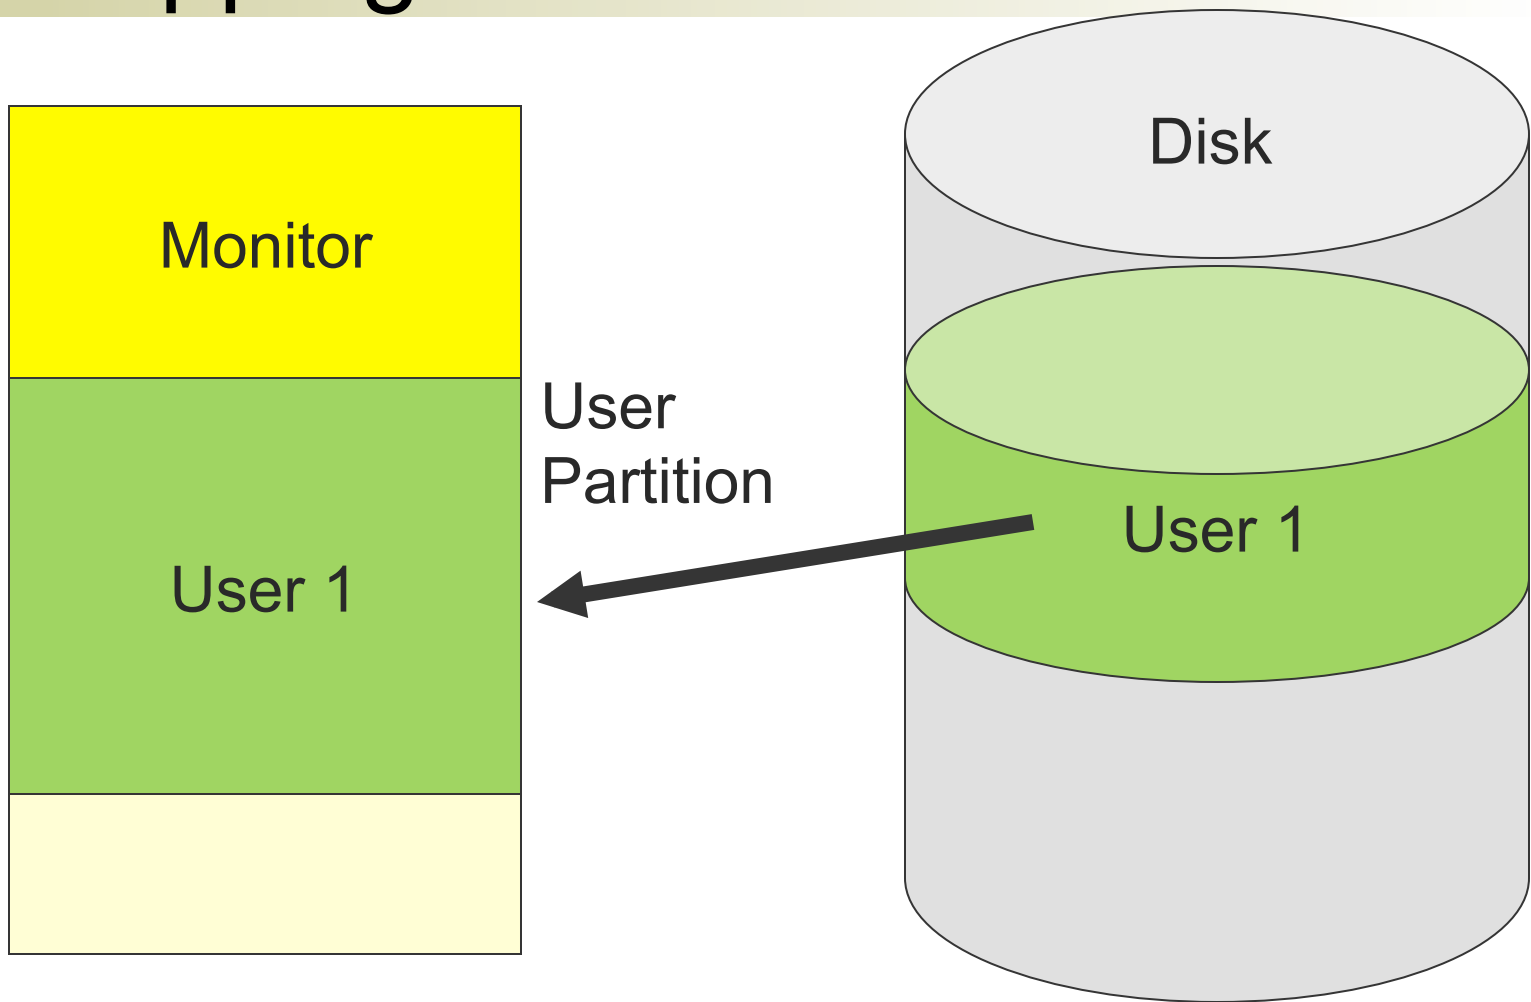 Disk
Monitor
User
Partition
User 1
User 1